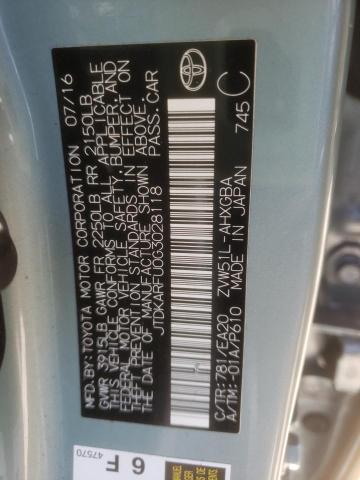 MFD.BY:TOYOTA MOTOR CORPORATION 07/16
GVWR 3915LB GAWR FR 2250LB RR 2150LB
THIS VEHICLE CONFORMS TO ALL APPLICABLE
FEDERAL MOTOR VEHICLE SAFETY, BUMPER, AND
THEFT PREVENTION STANDARDS IN EFFECT ON
THE DATE OF MANUFACTURE SHOWN ABOVE.
JTDKARFU0G3028118 PASS.CAR
C/TR:781/EA20 ZVW51L-AHXGBA
A/TM:-01A/P610 MADE IN JAPAN
745 C
6 F
47570